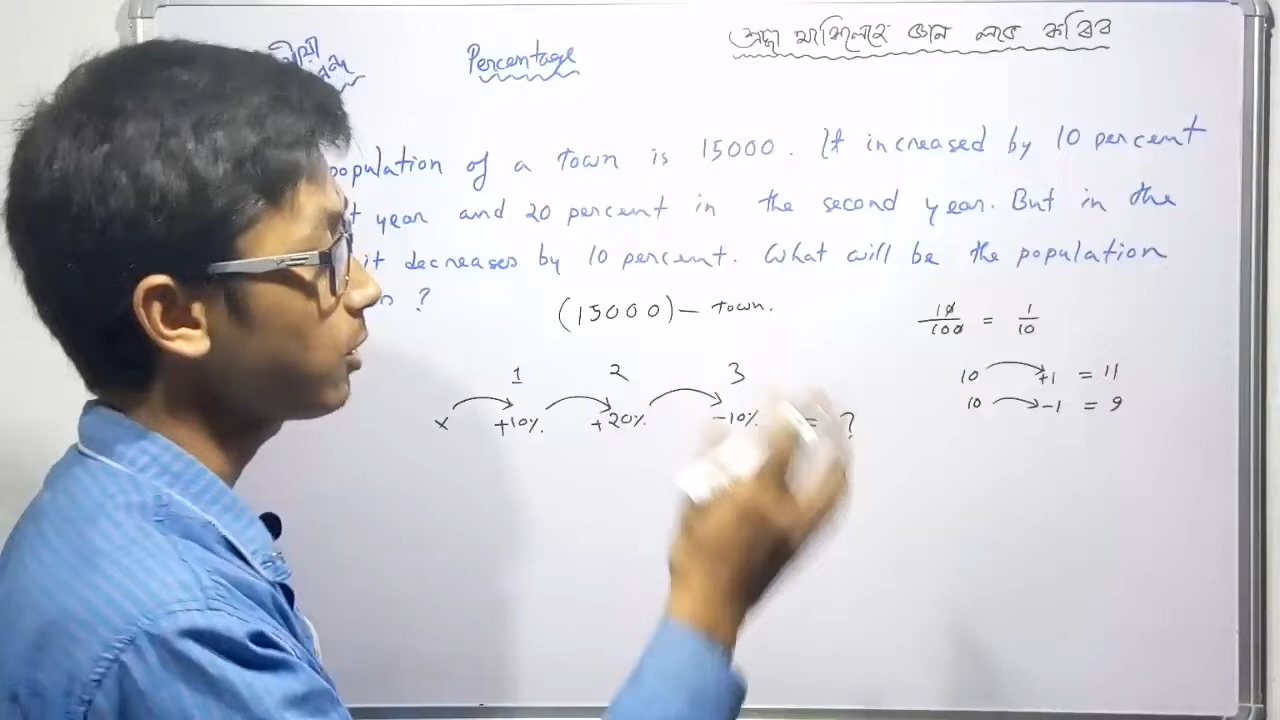 Percentage
population of a town is 15000. It increased by 10 percent
year and 20 percent in the second year. But in the
it decreases by 10 percent. What will be the population
?
(15000) — town.
10/100 = 1/10
1 2 3
x +10% +20% -10% = ?
10 +1 = 11
10 -1 = 9